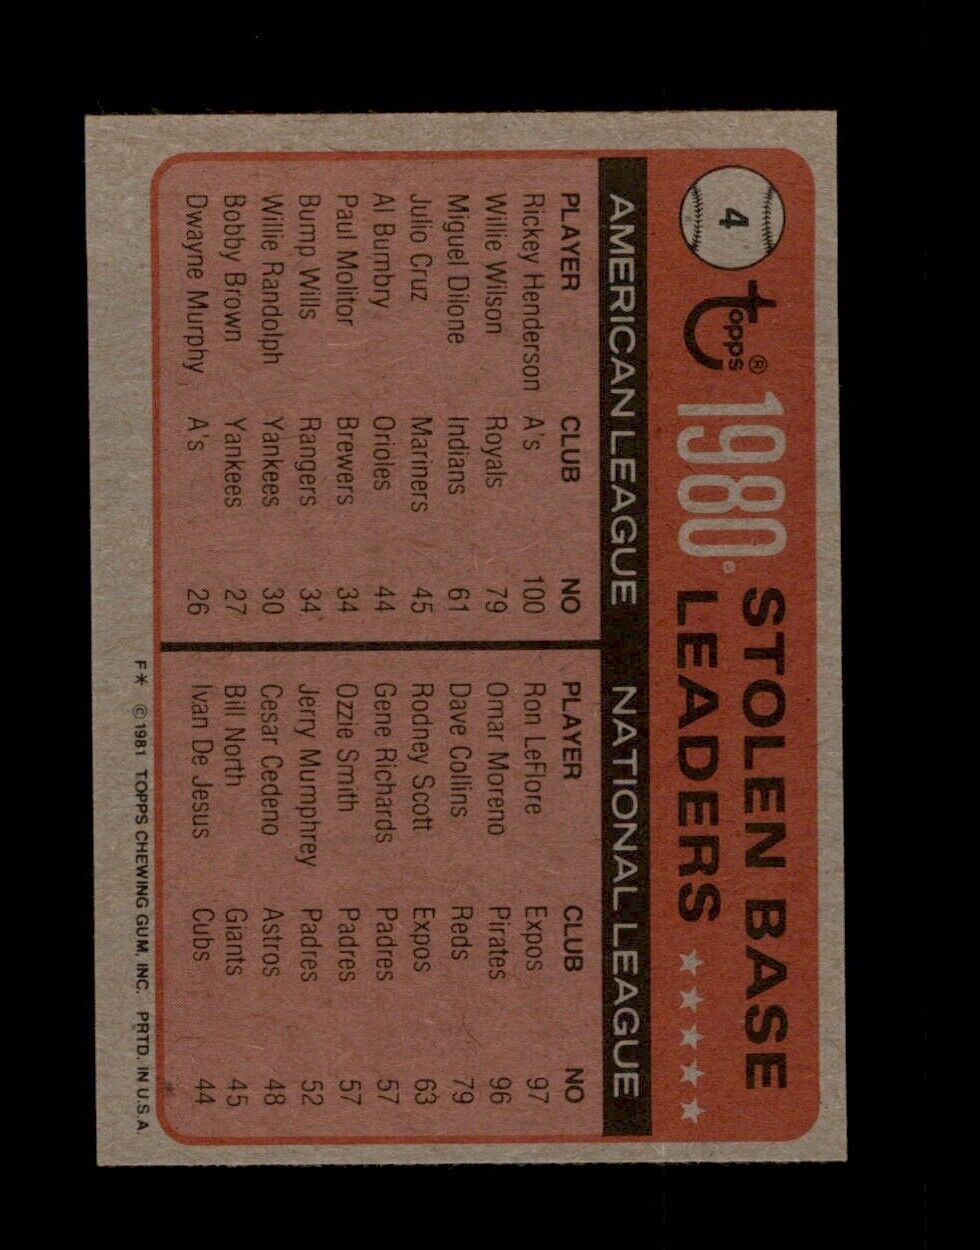 4 Topps® 1980 STOLEN BASE
LEADERS
AMERICAN LEAGUE NATIONAL LEAGUE
PLAYER CLUB NO PLAYER CLUB NO
Rickey Henderson A's 100 Ron LeFlore Expos 97
Willie Wilson Royals 79 Omar Moreno Pirates 96
Miguel Dilone Indians 61 Dave Collins Reds 79
Julio Cruz Mariners 45 Rodney Scott Expos 63
Al Bumbry Orioles 44 Gene Richards Padres 57
Paul Molitor Brewers 34 Ozzie Smith Padres 57
Bump Wills Rangers 34 Jerry Mumphrey Padres 52
Willie Randolph Yankees 30 Cesar Cedeno Astros 48
Bobby Brown Yankees 27 Bill North Giants 45
Dwayne Murphy A's 26 Ivan De Jesus Cubs 44
F* © 1981 TOPPS CHEWING GUM, INC. PRTD. IN U.S.A.